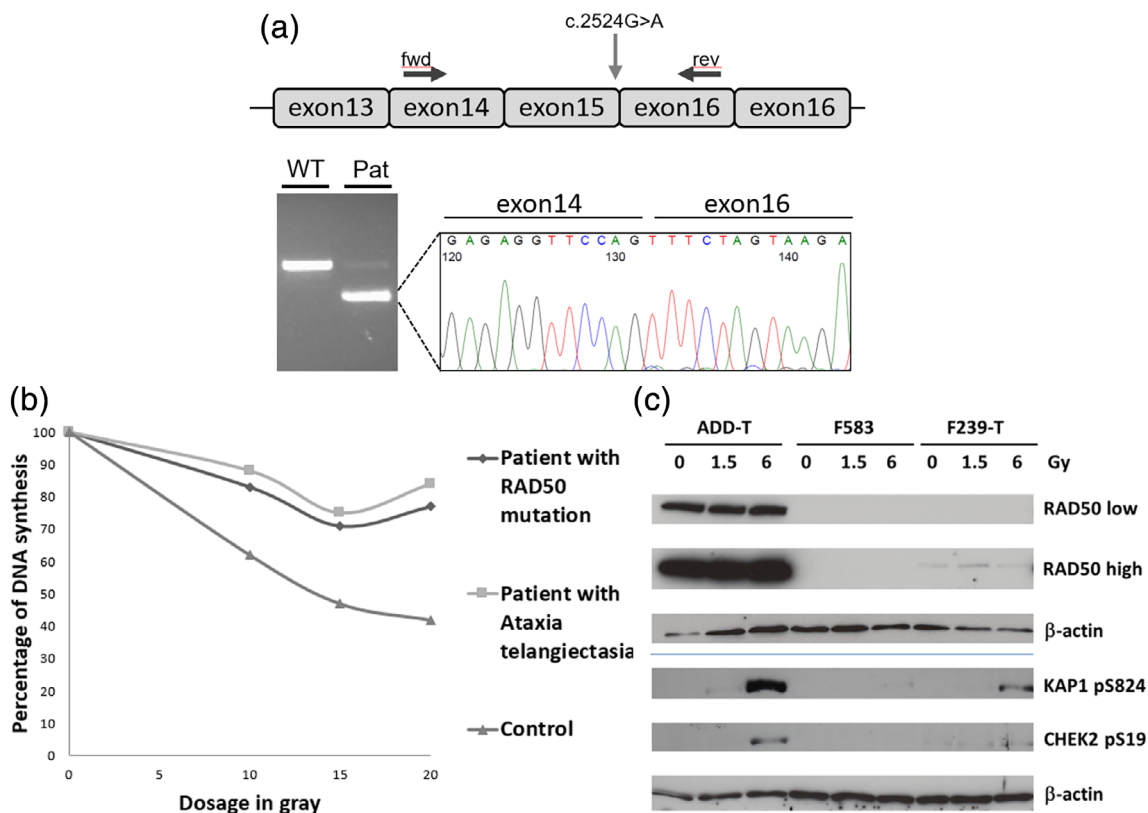 (a)
c.2524G>A
fwd
rev
exon13 exon14 exon15 exon16 exon16
WT Pat
exon14 exon16
G A G A G G T T C C A G T T T C T A G T A A G A
120 130 140
(b)
Percentage of DNA synthesis
100
90
80
70
60
50
40
30
20
10
0
0 5 10 15 20
Dosage in gray
Patient with
RAD50
mutation
Patient with
Ataxia
telangiectasia
Control
(c)
ADD-T F583 F239-T
0 1.5 6 0 1.5 6 0 1.5 6 Gy
RAD50 low
RAD50 high
β-actin
KAP1 pS824
CHEK2 pS19
β-actin